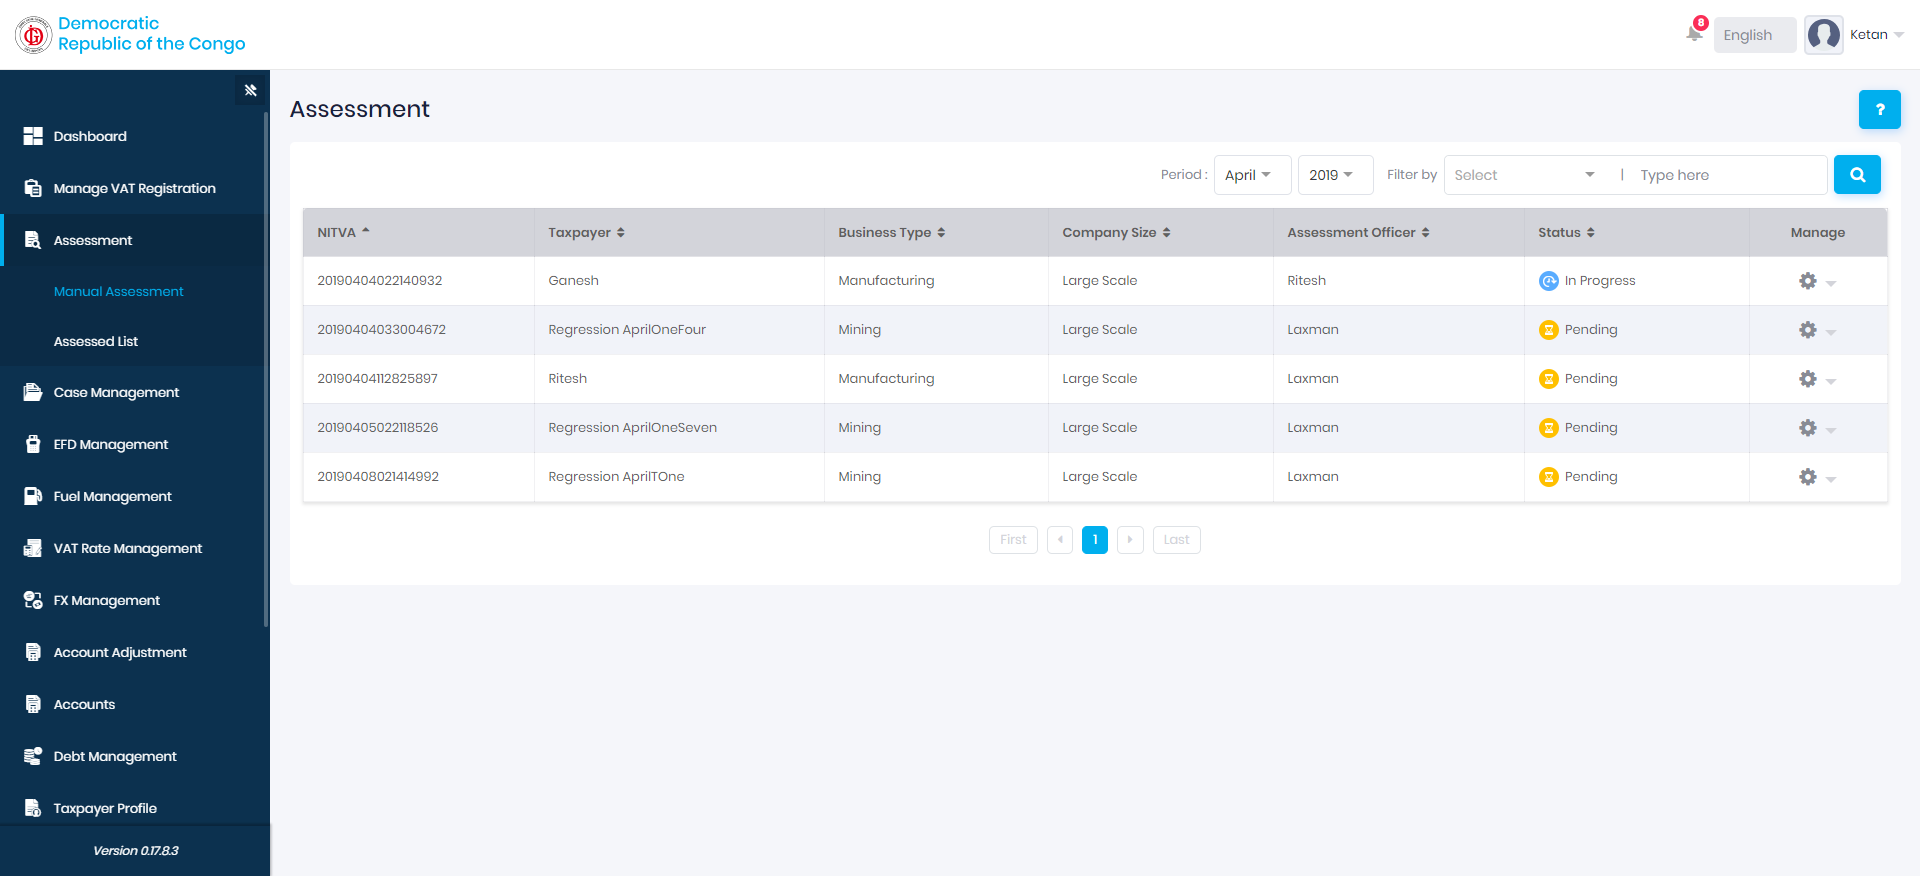 Democratic
Republic of the Congo
8
English
Ketan
Dashboard
Manage VAT Registration
Assessment
Manual Assessment
Assessed List
Case Management
EFD Management
Fuel Management
VAT Rate Management
FX Management
Account Adjustment
Accounts
Debt Management
Taxpayer Profile
Version 0.17.8.3
Assessment
?
Period : April 2019 Filter by Select | Type here
NITVA Taxpayer Business Type Company Size Assessment Officer Status Manage
20190404022140932 Ganesh Manufacturing Large Scale Ritesh In Progress
20190404033004672 Regression AprilOneFour Mining Large Scale Laxman Pending
20190404112825897 Ritesh Manufacturing Large Scale Laxman Pending
20190405022118526 Regression AprilOneSeven Mining Large Scale Laxman Pending
20190408021414992 Regression AprilTOne Mining Large Scale Laxman Pending
First 1 Last